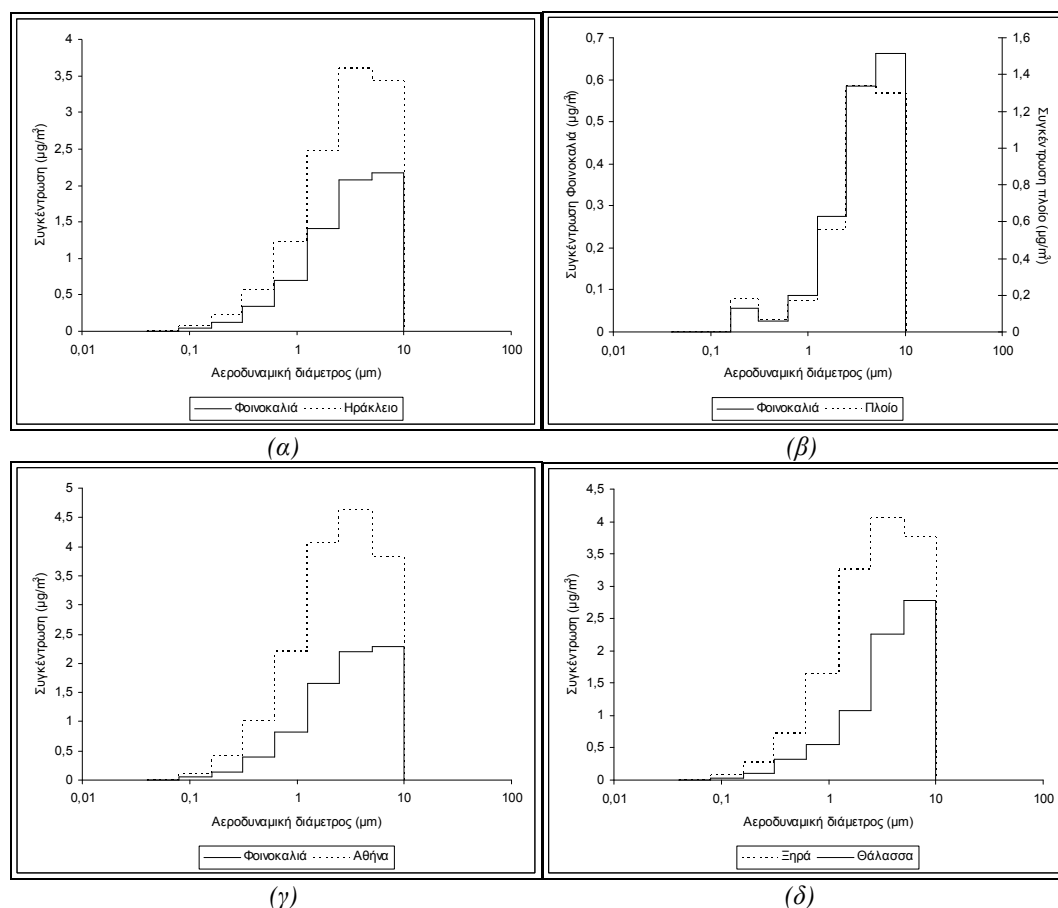 4
3,5
3
2,5
2
1,5
1
0,5
0
Συγκέντρωση (μg/m³)
0,01 0,1 1 10 100
Αεροδυναμική διάμετρος (μm)
Φοινοκαλιά Ηράκλειο
(α)
0,7
0,6
0,5
0,4
0,3
0,2
0,1
0
Συγκέντρωση Φοινοκαλιά (μg/m³)
1,6
1,4
1,2
1
0,8
0,6
0,4
0,2
0
Συγκέντρωση πλοίο (μg/m³)
0,01 0,1 1 10 100
Αεροδυναμική διάμετρος (μm)
Φοινοκαλιά Πλοίο
(β)
5
4,5
4
3,5
3
2,5
2
1,5
1
0,5
0
Συγκέντρωση (μg/m³)
0,01 0,1 1 10 100
Αεροδυναμική διάμετρος (μm)
Φοινοκαλιά Αθήνα
(γ)
4,5
4
3,5
3
2,5
2
1,5
1
0,5
0
Συγκέντρωση (μg/m³)
0,01 0,1 1 10 100
Αεροδυναμική διάμετρος (μm)
Ξηρά Θάλασσα
(δ)